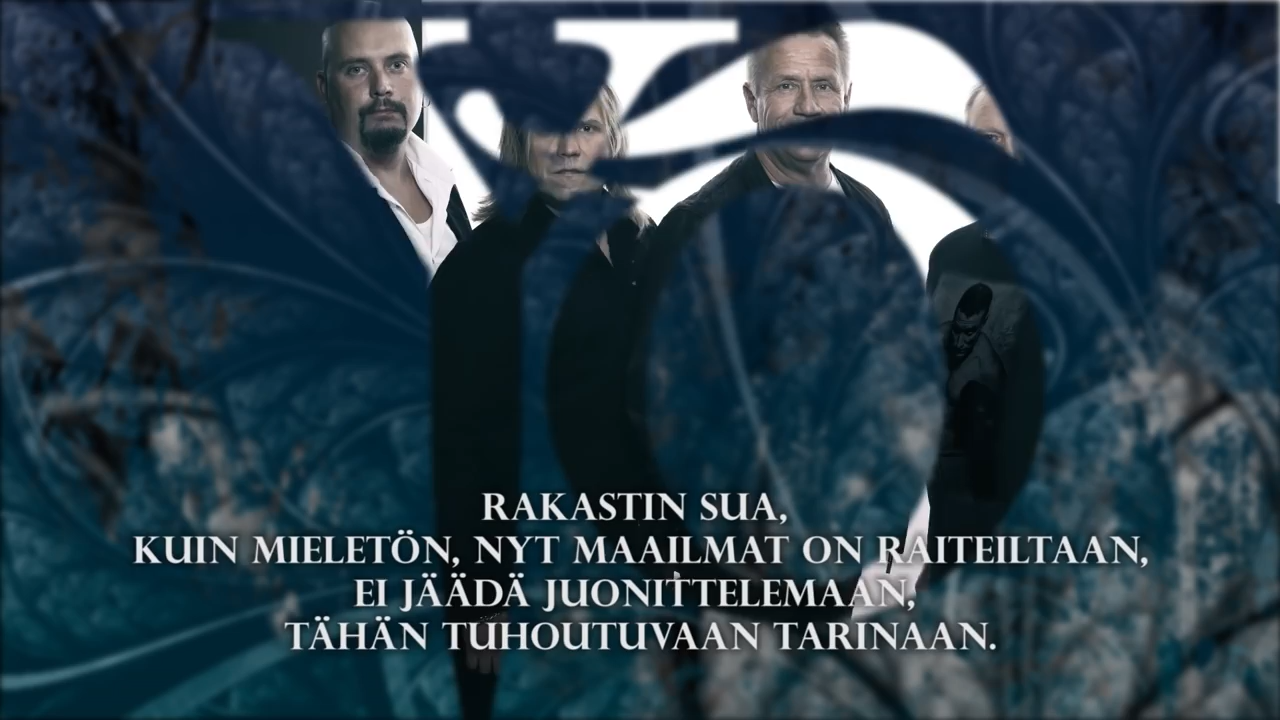 RAKASTIN SUA,
KUIN MIELETÖN, NYT MAAILMAT ON RAITEILTAAN,
EI JÄÄDÄ JUONITTELEMAAN,
TÄHÄN TUHOUTUVAAN TARINAAN.